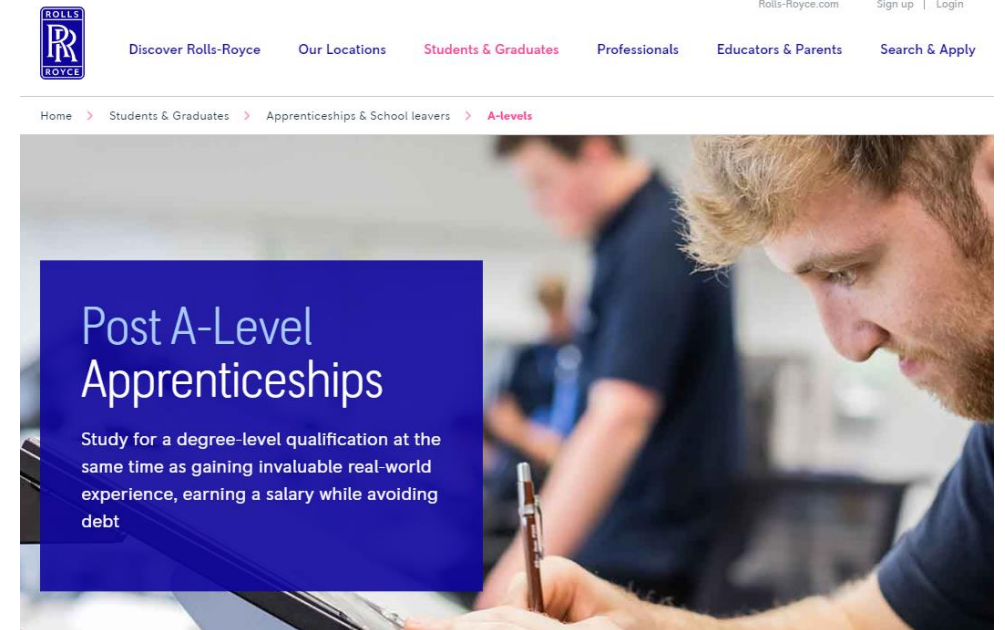 ROLLS
RR
ROYCE
Rolls-Royce.com Sign up | Login
Discover Rolls-Royce Our Locations Students & Graduates Professionals Educators & Parents Search & Apply
Home > Students & Graduates > Apprenticeships & School leavers > A-levels
Post A-Level
Apprenticeships
Study for a degree-level qualification at the
same time as gaining invaluable real-world
experience, earning a salary while avoiding
debt